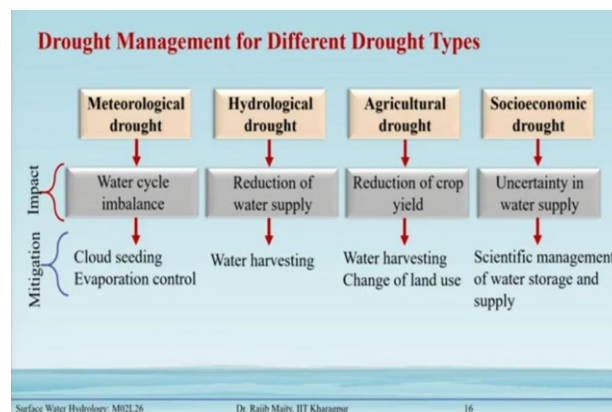 Drought Management for Different Drought Types
Meteorological
drought
Hydrological
drought
Agricultural
drought
Socioeconomic
drought
Impact
Water cycle
imbalance
Reduction of
water supply
Reduction of crop
yield
Uncertainty in
water supply
Mitigation
Cloud seeding
Evaporation control
Water harvesting
Water harvesting
Change of land use
Scientific management
of water storage and
supply
Surface Water Hydrology: M02L26
Dr. Rajib Maity, IIT Kharagpur
16